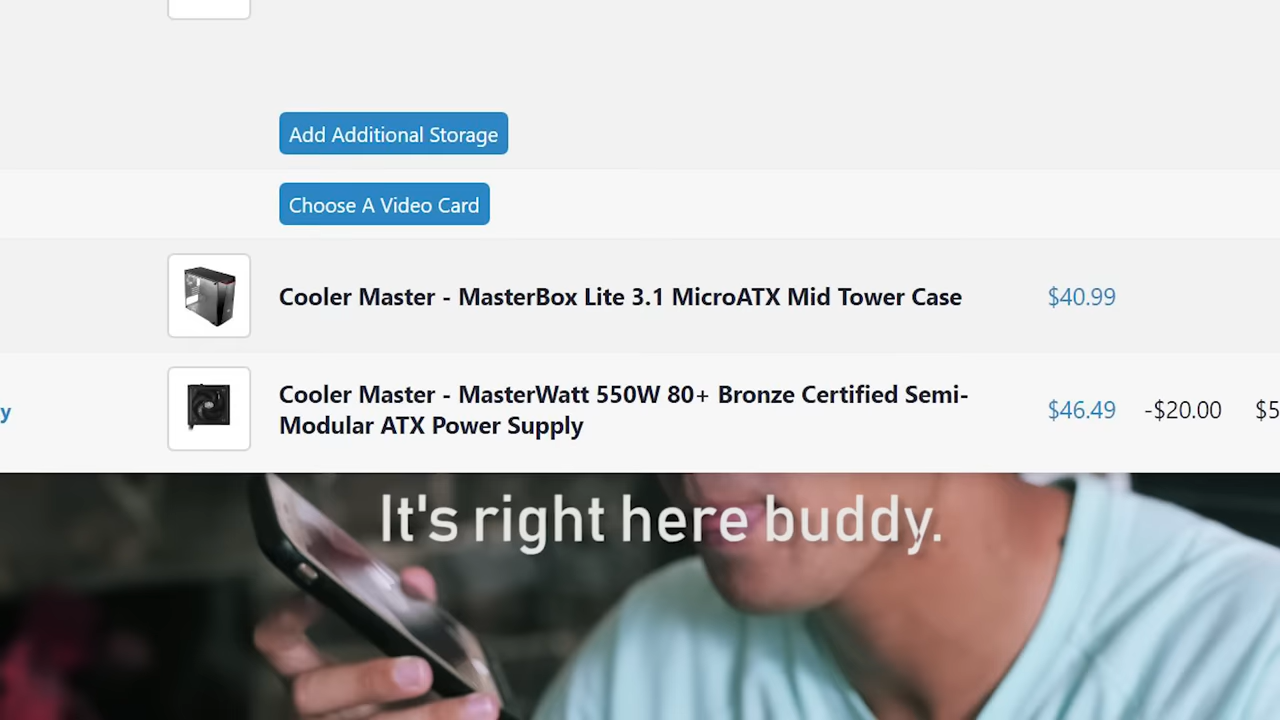 Add Additional Storage
Choose A Video Card
Cooler Master - MasterBox Lite 3.1 MicroATX Mid Tower Case
$40.99
Cooler Master - MasterWatt 550W 80+ Bronze Certified Semi-
Modular ATX Power Supply
y
$46.49 -$20.00 $5
It's right here buddy.